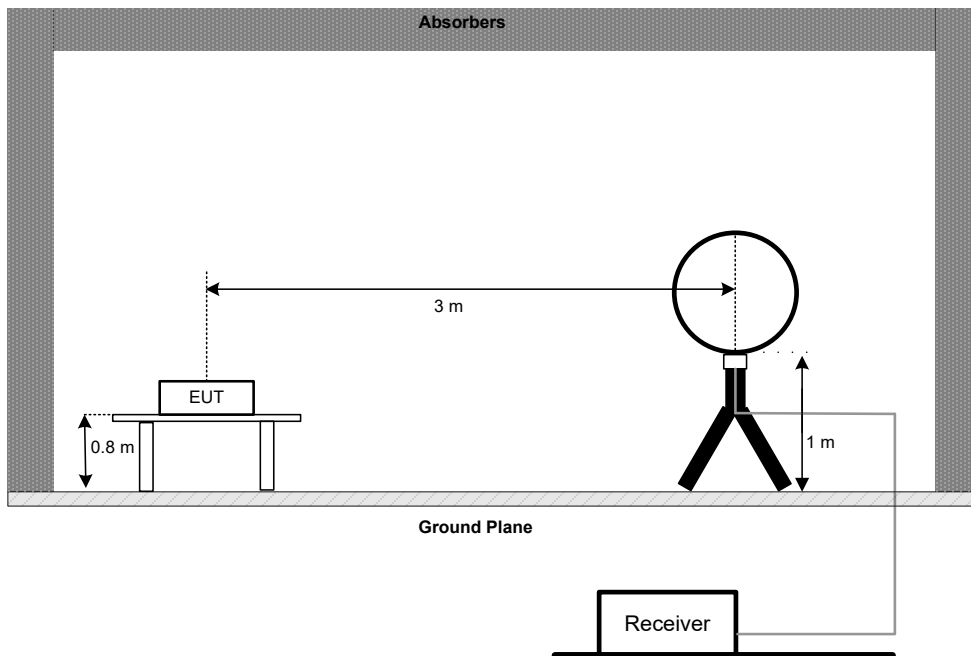 Absorbers
3 m
EUT
0.8 m
1 m
Ground Plane
Receiver